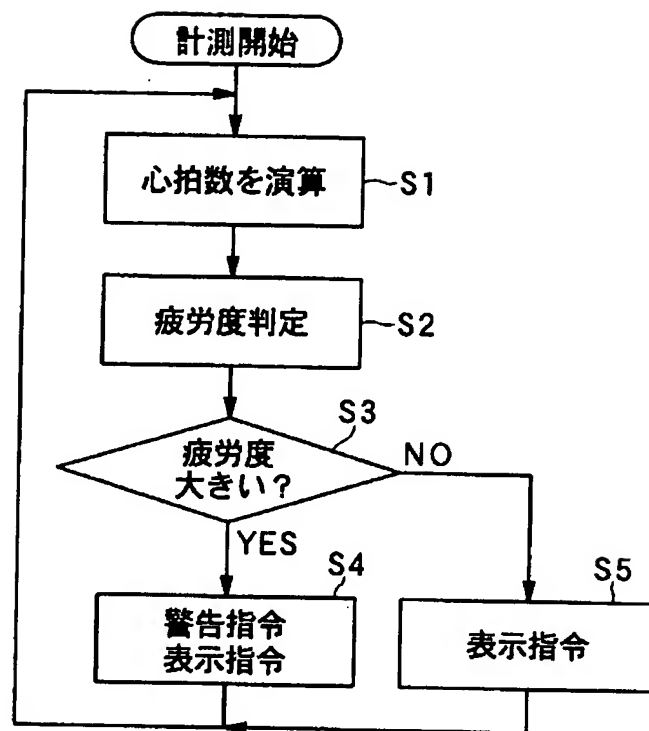 計測開始
心拍数を演算
S1
疲労度判定
S2
S3
疲労度
大きい？
NO
YES
S4
警告指令
表示指令
S5
表示指令